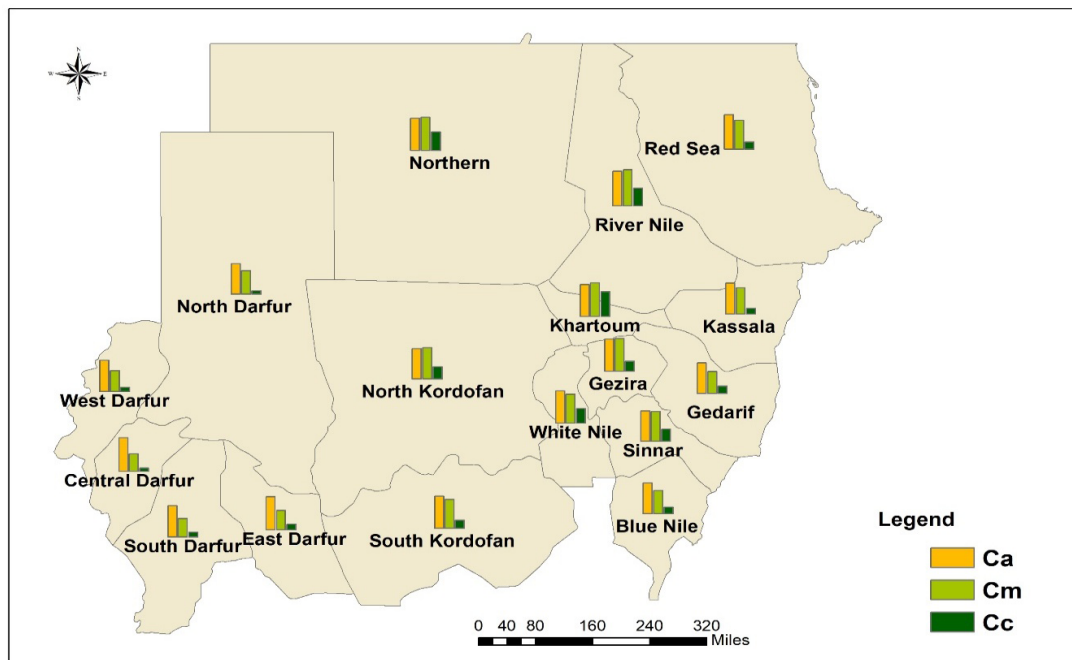 N
W E
S
Northern
Red Sea
River Nile
North Darfur
Khartoum
Kassala
West Darfur
North Kordofan
Gezira
Gedarif
White Nile
Sinnar
Central Darfur
South Darfur
East Darfur
South Kordofan
Blue Nile
Legend
Ca
Cm
Cc
0 40 80 160 240 320
Miles